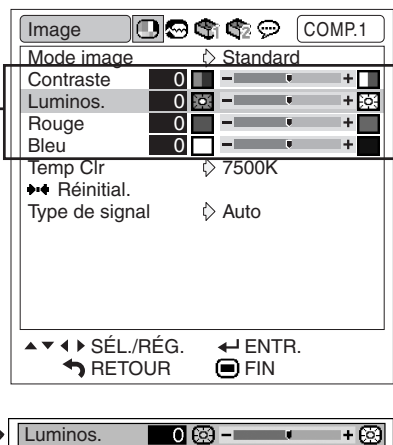 Image COMP.1
Mode image Standard
Contraste 0 - +
Luminos. 0 - +
Rouge 0 - +
Bleu 0 - +
Temp Clr 7500K
Réinitial.
Type de signal Auto
SÉL./RÉG. ENTR.
RETOUR FIN
Luminos. 0 - +